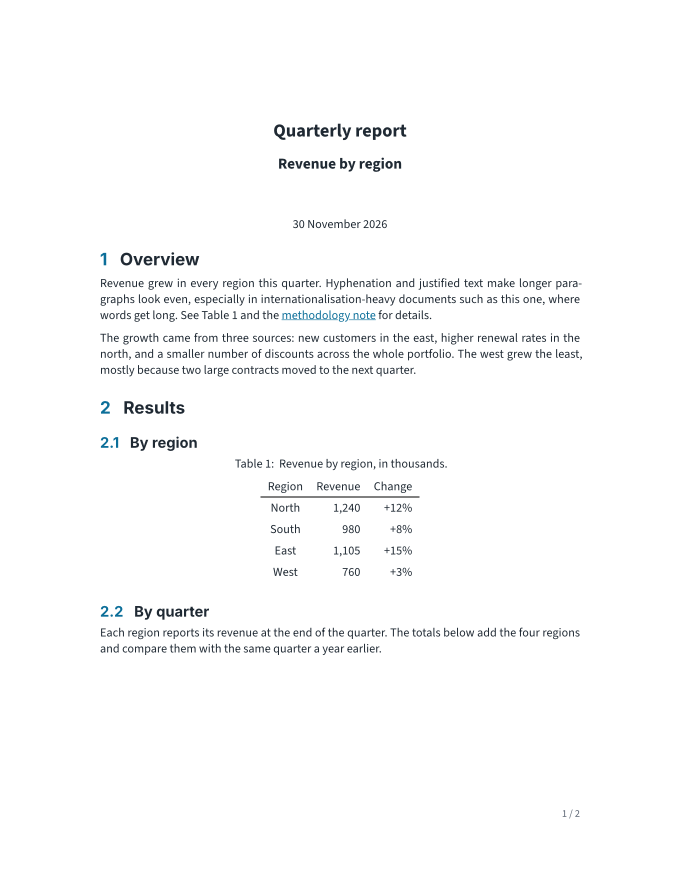 Quarterly report
Revenue by region
30 November 2026
1 Overview
Revenue grew in every region this quarter. Hyphenation and justified text make longer para-
graphs look even, especially in internationalisation-heavy documents such as this one, where
words get long. See Table 1 and the methodology note for details.
The growth came from three sources: new customers in the east, higher renewal rates in the
north, and a smaller number of discounts across the whole portfolio. The west grew the least,
mostly because two large contracts moved to the next quarter.
2 Results
2.1 By region
Table 1: Revenue by region, in thousands.
Region Revenue Change
North 1,240 +12%
South 980 +8%
East 1,105 +15%
West 760 +3%
2.2 By quarter
Each region reports its revenue at the end of the quarter. The totals below add the four regions
and compare them with the same quarter a year earlier.
1 / 2